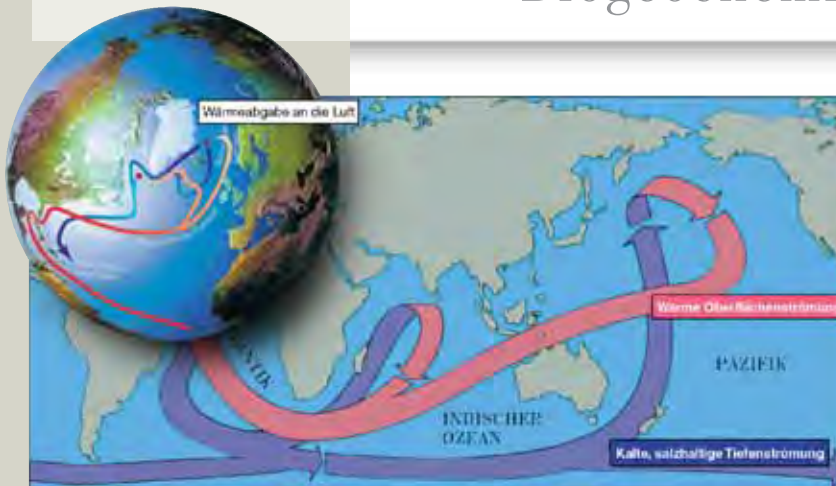 Wärmeabgabe an die Luft
Warme Oberflächenströmung
PAZIFIK
INDISCHER
OZEAN
Kalte, salzhaltige Tiefenströmung